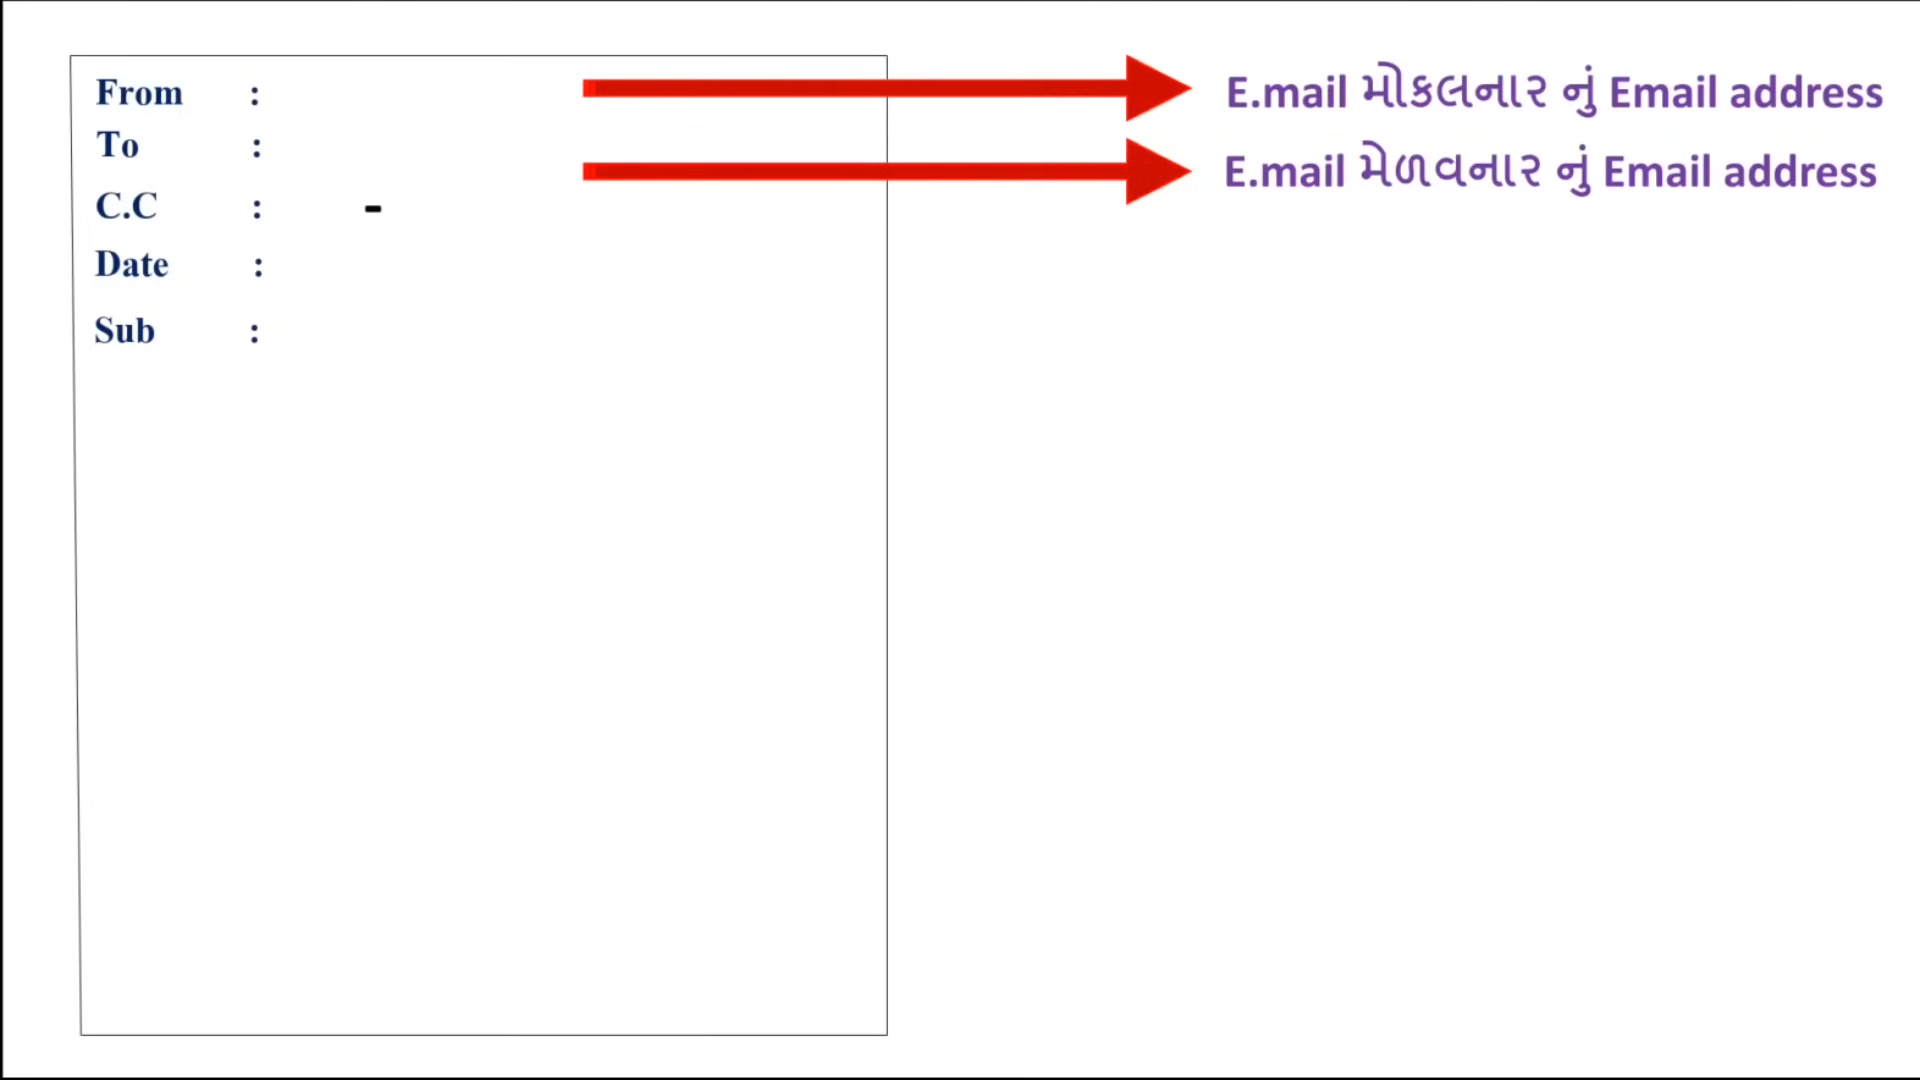 From : E.mail મોકલનાર નું Email address
To : E.mail મેળવનાર નું Email address
C.C : -
Date :
Sub :